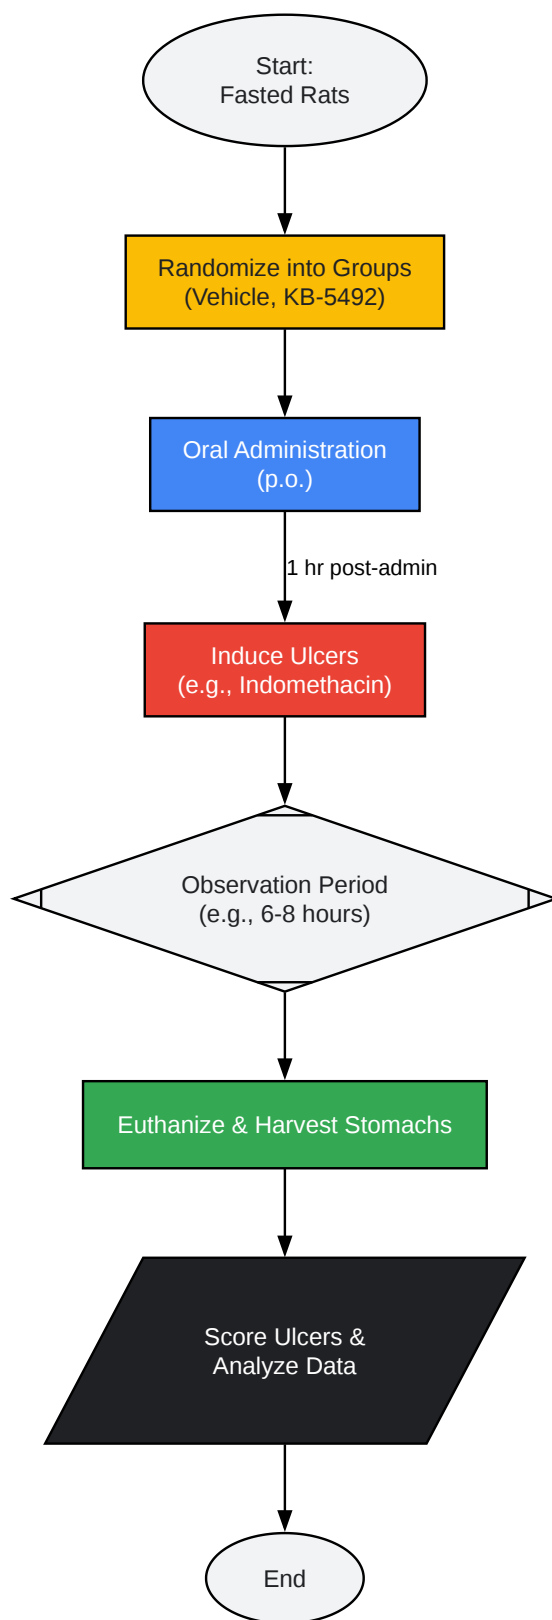 Start:
Fasted Rats
Randomize into Groups
(Vehicle, KB-5492)
Oral Administration
(p.o.)
1 hr post-admin
Induce Ulcers
(e.g., Indomethacin)
Observation Period
(e.g., 6-8 hours)
Euthanize & Harvest Stomachs
Score Ulcers &
Analyze Data
End